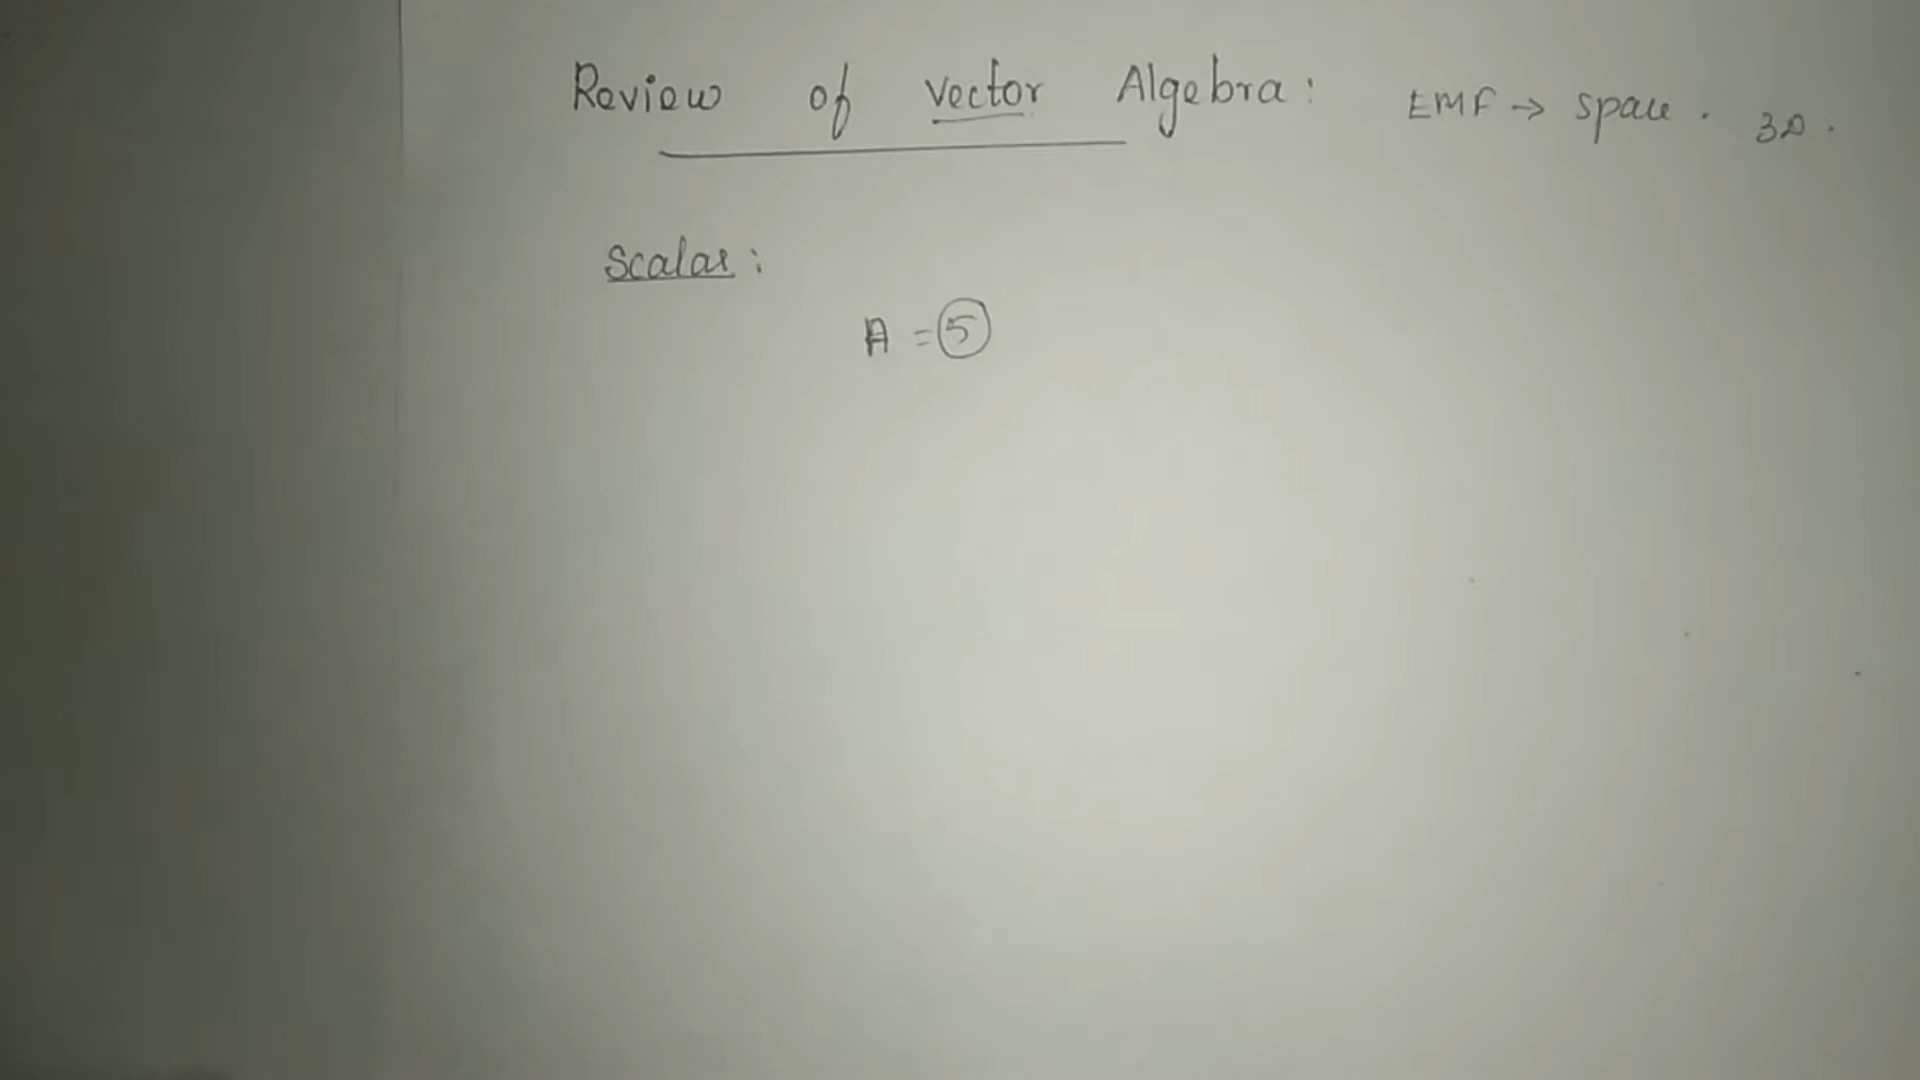 Review of vector Algebra: EMF → space. 3D.
Scalar:
A = 5